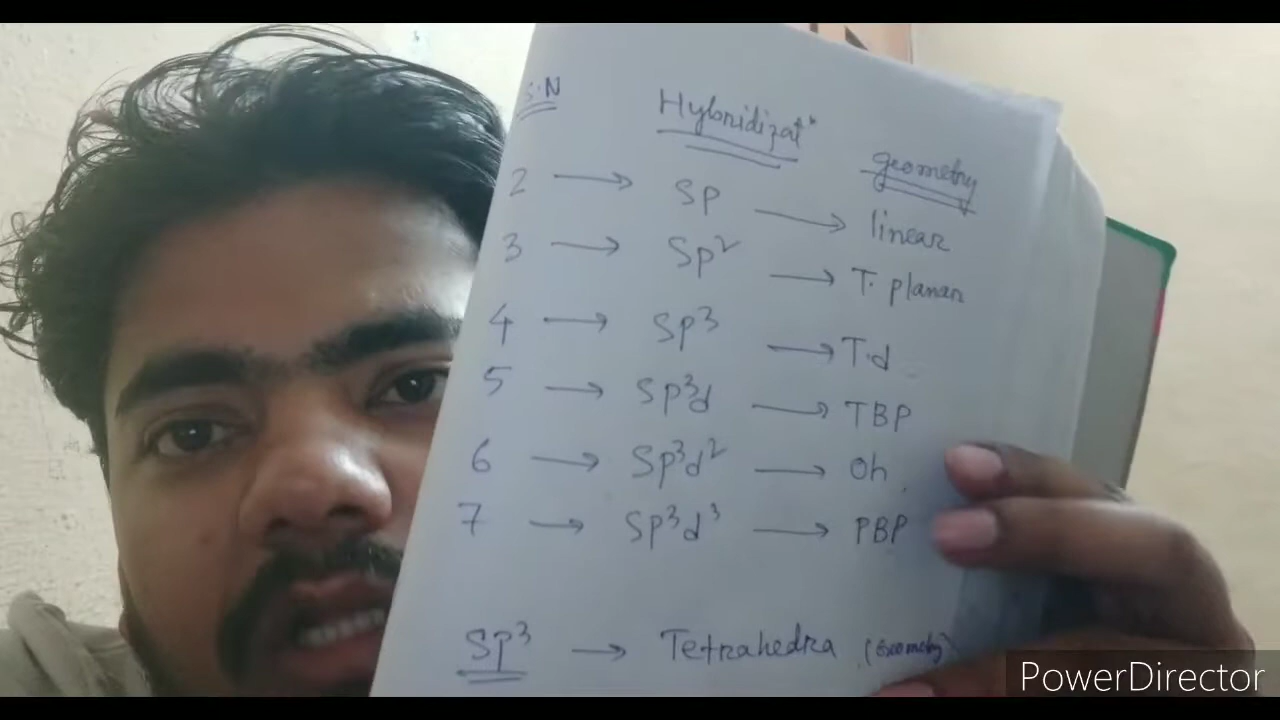 S.N Hybridizatⁿ geometry
2 → SP → linear
3 → SP² → T. planar
4 → SP³ → T.d
5 → SP³d → TBP
6 → SP³d² → Oh
7 → SP³d³ → PBP
SP³ → Tetrahedra (Geometry)
PowerDirector